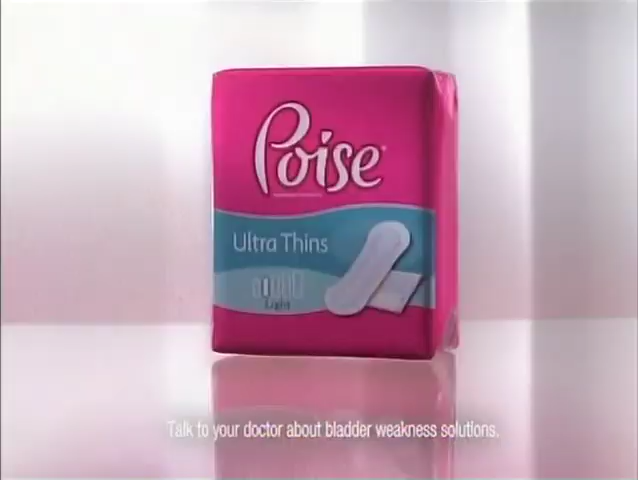 Poise
Ultra Thins
Light
Talk to your doctor about bladder weakness solutions.